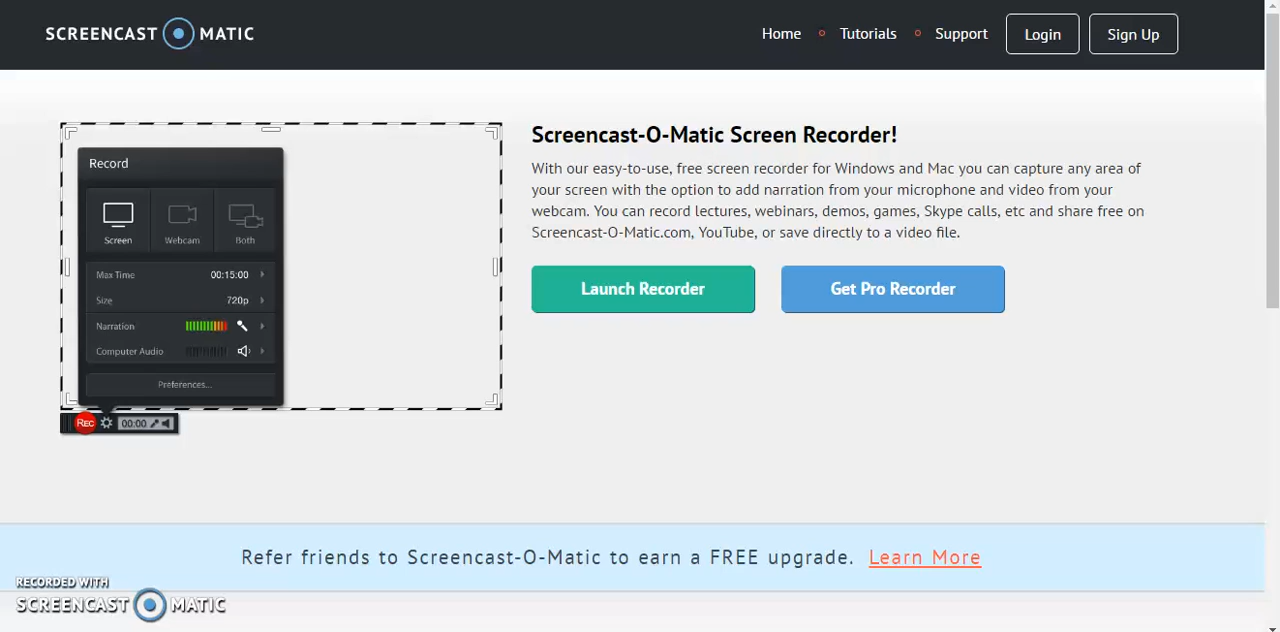 SCREENCAST MATIC
Home Tutorials Support Login Sign Up
Record
Screen Webcam Both
Max Time 00:15:00
Size 720p
Narration
Computer Audio
Preferences...
REC 00:00
Screencast-O-Matic Screen Recorder!
With our easy-to-use, free screen recorder for Windows and Mac you can capture any area of
your screen with the option to add narration from your microphone and video from your
webcam. You can record lectures, webinars, demos, games, Skype calls, etc and share free on
Screencast-O-Matic.com, YouTube, or save directly to a video file.
Launch Recorder Get Pro Recorder
Refer friends to Screencast-O-Matic to earn a FREE upgrade. Learn More
RECORDED WITH
SCREENCAST MATIC